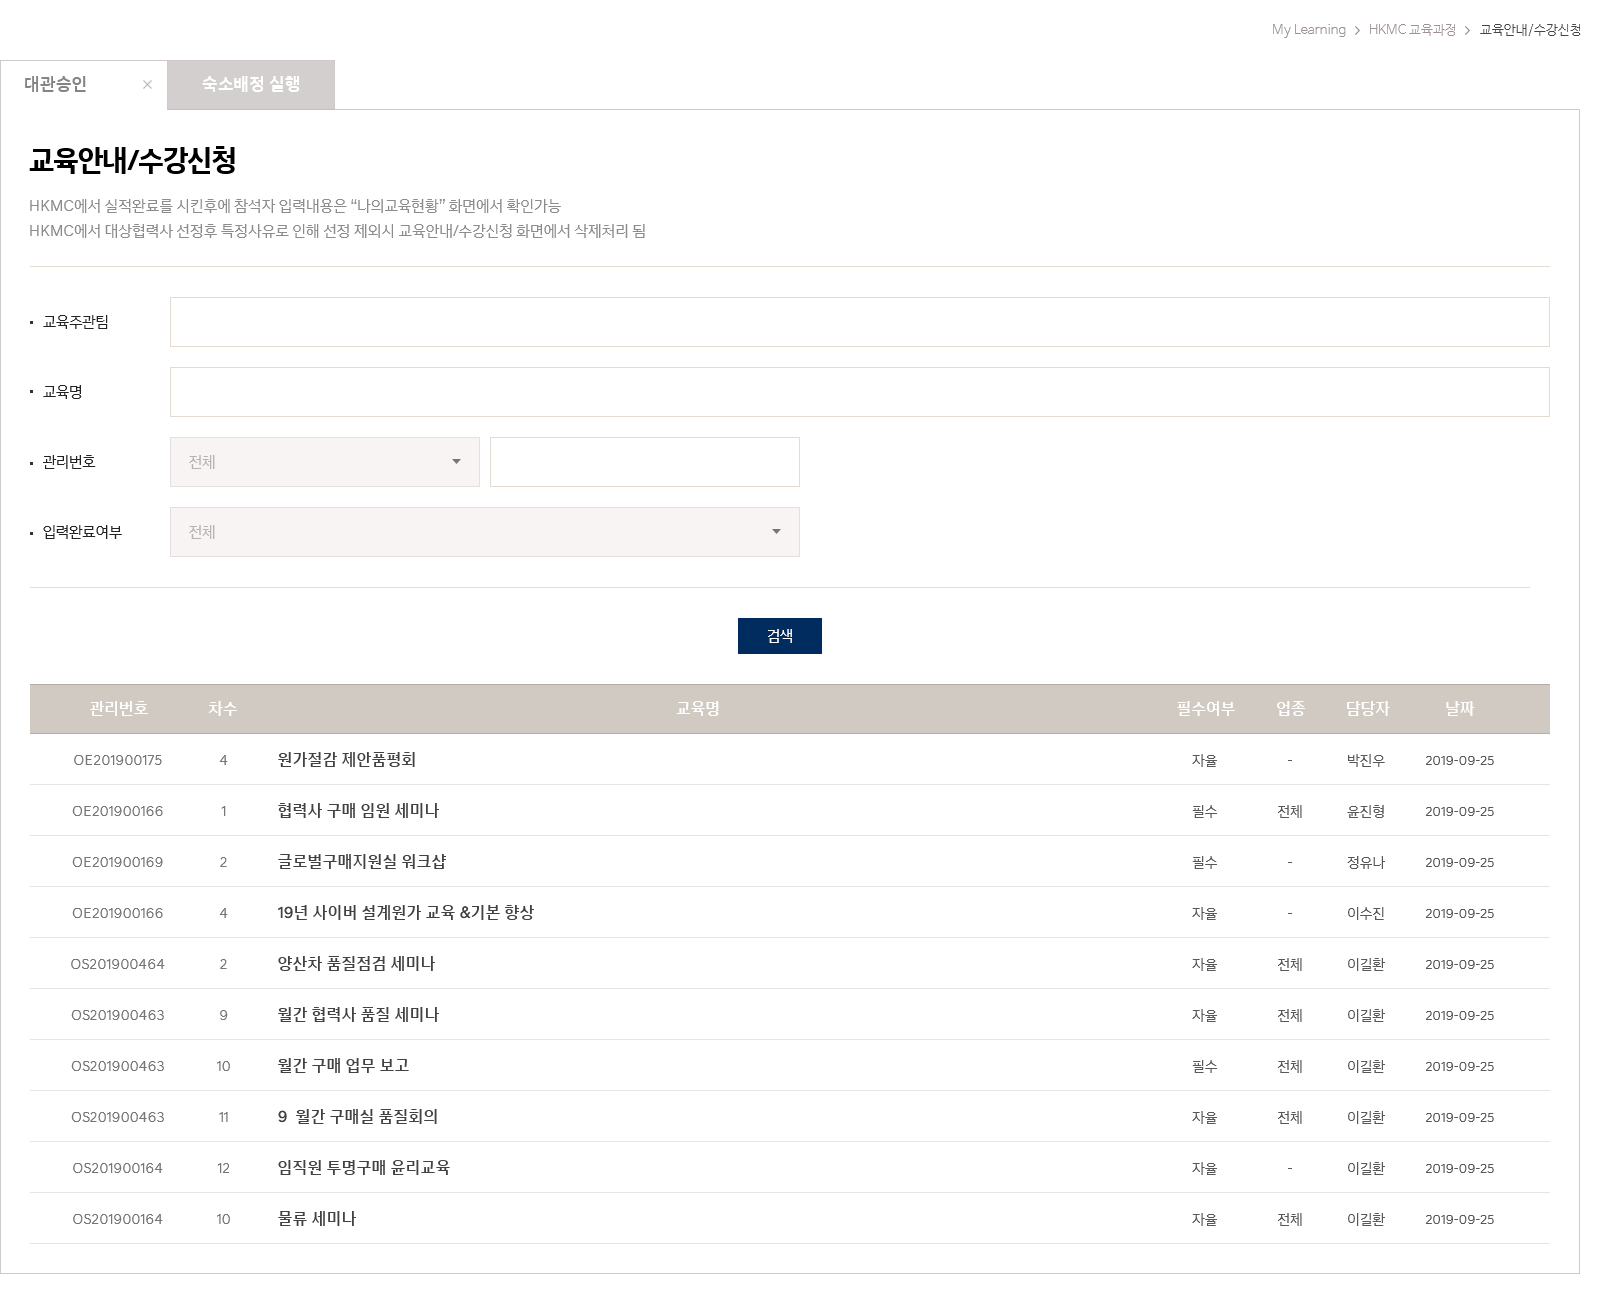 My Learning > HKMC 교육과정 > 교육안내/수강신청
대관승인 × 숙소배정 실행
교육안내/수강신청
HKMC에서 실적완료를 시킨후에 참석자 입력내용은 “나의교육현황” 화면에서 확인가능
HKMC에서 대상협력사 선정후 특정사유로 인해 선정 제외시 교육안내/수강신청 화면에서 삭제처리 됨
· 교육주관팀
· 교육명
· 관리번호 전체
· 입력완료여부 전체
검색
관리번호 차수 교육명 필수여부 업종 담당자 날짜
OE201900175 4 원가절감 제안품평회 자율 - 박진우 2019-09-25
OE201900166 1 협력사 구매 임원 세미나 필수 전체 윤진형 2019-09-25
OE201900169 2 글로벌구매지원실 워크샵 필수 - 정유나 2019-09-25
OE201900166 4 19년 사이버 설계원가 교육 &기본 향상 자율 - 이수진 2019-09-25
OS201900464 2 양산차 품질점검 세미나 자율 전체 이길환 2019-09-25
OS201900463 9 월간 협력사 품질 세미나 자율 전체 이길환 2019-09-25
OS201900463 10 월간 구매 업무 보고 필수 전체 이길환 2019-09-25
OS201900463 11 9 월간 구매실 품질회의 자율 전체 이길환 2019-09-25
OS201900164 12 임직원 투명구매 윤리교육 자율 - 이길환 2019-09-25
OS201900164 10 물류 세미나 자율 전체 이길환 2019-09-25